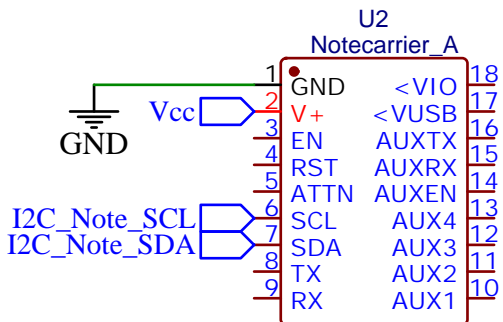 U2
Notecarrier_A
1 GND <VIO 18
Vcc 2 V+ <VUSB 17
GND 3 EN AUXTX 16
4 RST AUXRX 15
5 ATTN AUXEN 14
I2C_Note_SCL 6 SCL AUX4 13
I2C_Note_SDA 7 SDA AUX3 12
8 TX AUX2 11
9 RX AUX1 10